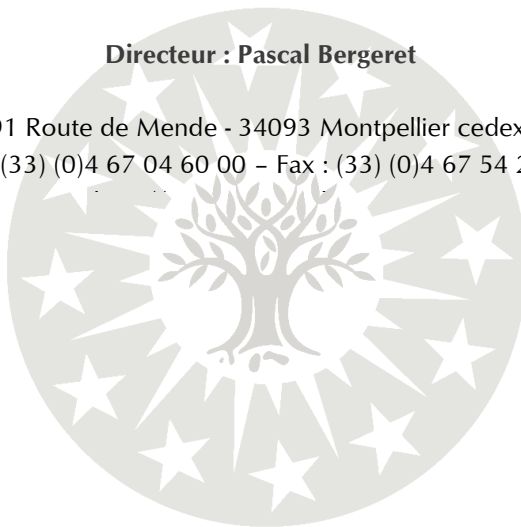 Directeur : Pascal Bergeret
91 Route de Mende - 34093 Montpellier cedex
(33) (0)4 67 04 60 00 – Fax : (33) (0)4 67 54 2